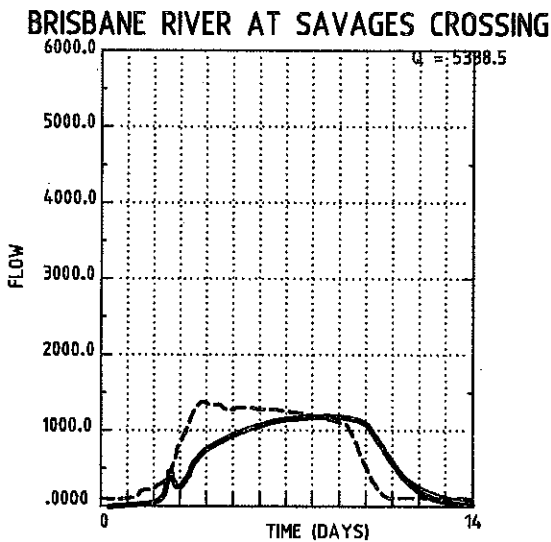 BRISBANE RIVER AT SAVAGES CROSSING
6000.0
Q = 5388.5
5000.0
4000.0
FLOW
3000.0
2000.0
1000.0
.0000
0
14
TIME (DAYS)